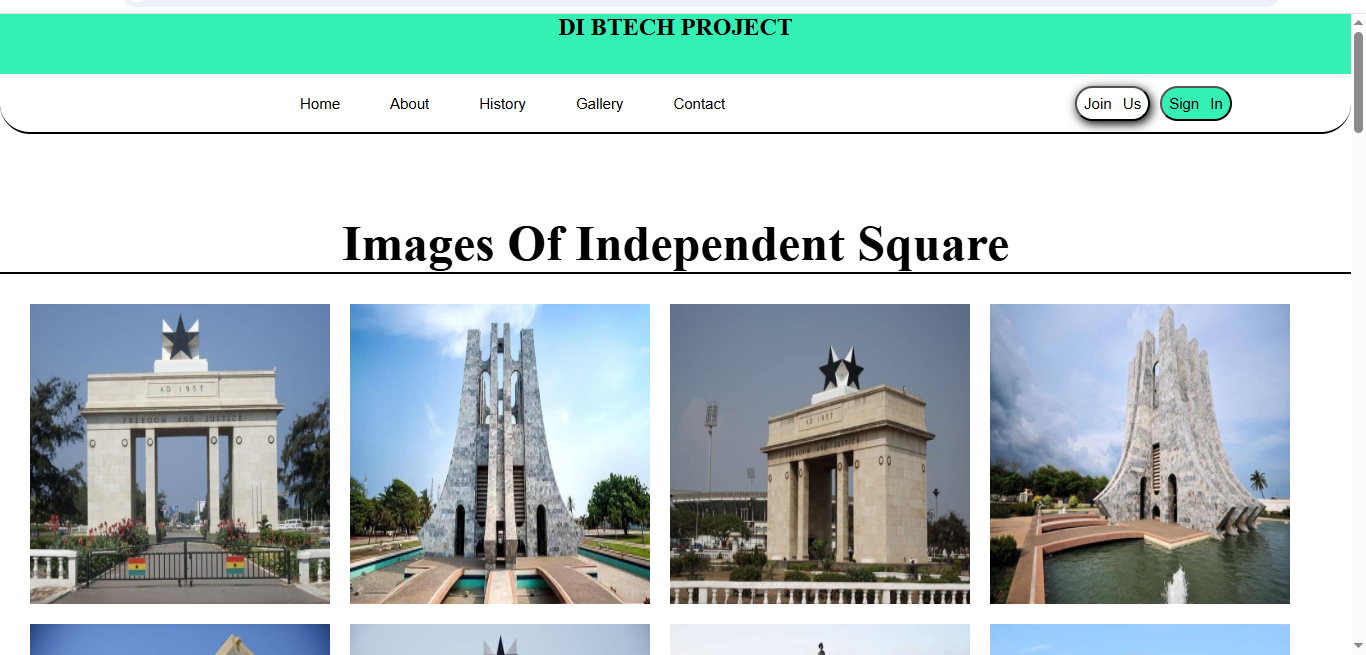 DI BTECH PROJECT
Home About History Gallery Contact Join Us Sign In
Images Of Independent Square
AD 1957
FREEDOM AND JUSTICE
AD 1957
FREEDOM AND JUSTICE